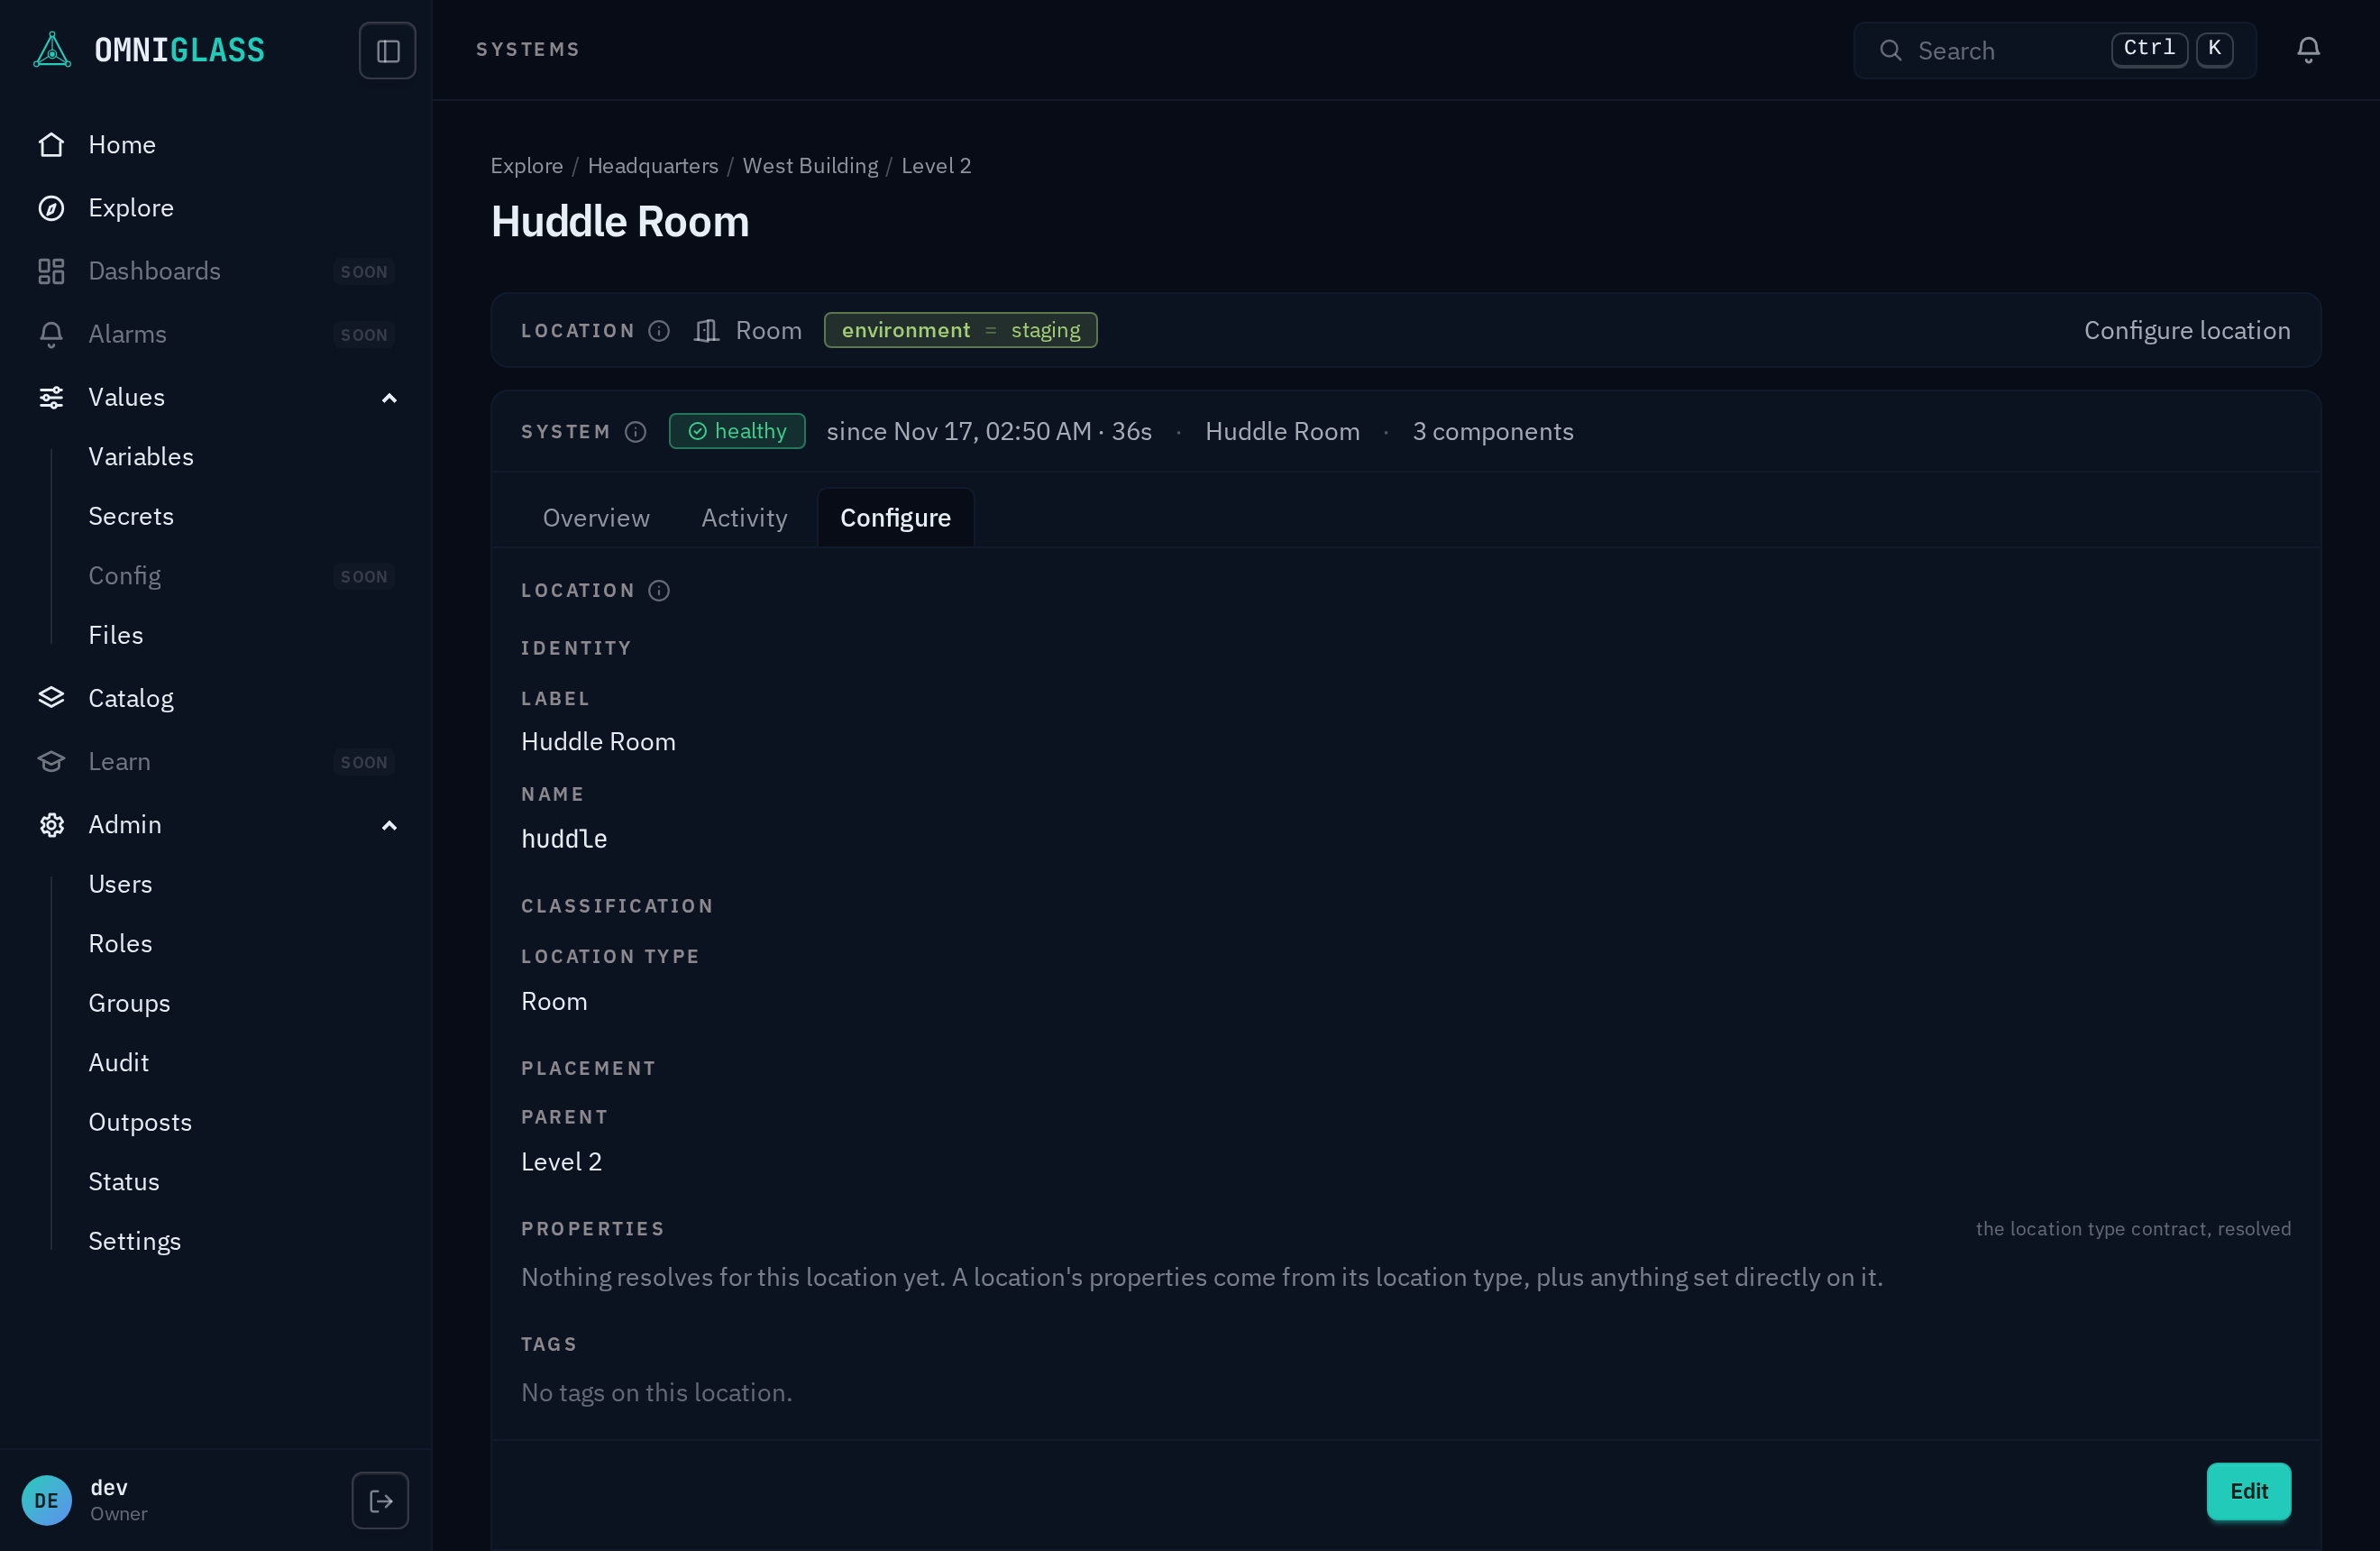 OMNIGLASS
SYSTEMS
Search Ctrl K
Home
Explore
Dashboards SOON
Alarms SOON
Values
Variables
Secrets
Config SOON
Files
Catalog
Learn SOON
Admin
Users
Roles
Groups
Audit
Outposts
Status
Settings
DE dev
Owner
Explore / Headquarters / West Building / Level 2
Huddle Room
LOCATION Room environment = staging Configure location
SYSTEM healthy since Nov 17, 02:50 AM · 36s · Huddle Room · 3 components
Overview Activity Configure
LOCATION
IDENTITY
LABEL
Huddle Room
NAME
huddle
CLASSIFICATION
LOCATION TYPE
Room
PLACEMENT
PARENT
Level 2
PROPERTIES the location type contract, resolved
Nothing resolves for this location yet. A location's properties come from its location type, plus anything set directly on it.
TAGS
No tags on this location.
Edit